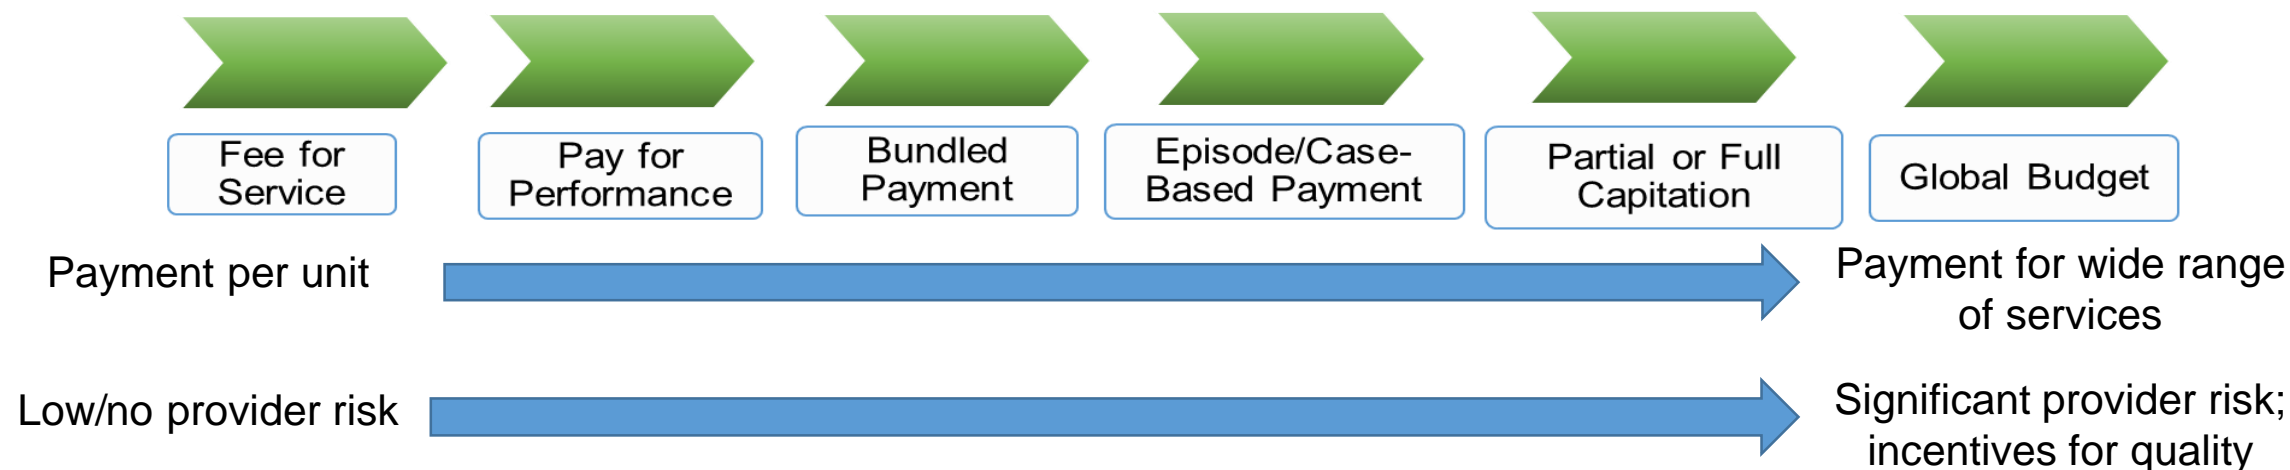 Fee for
Service
Pay for
Performance
Bundled
Payment
Episode/Case-
Based Payment
Partial or Full
Capitation
Global Budget
Payment per unit
Payment for wide range
of services
Low/no provider risk
Significant provider risk;
incentives for quality